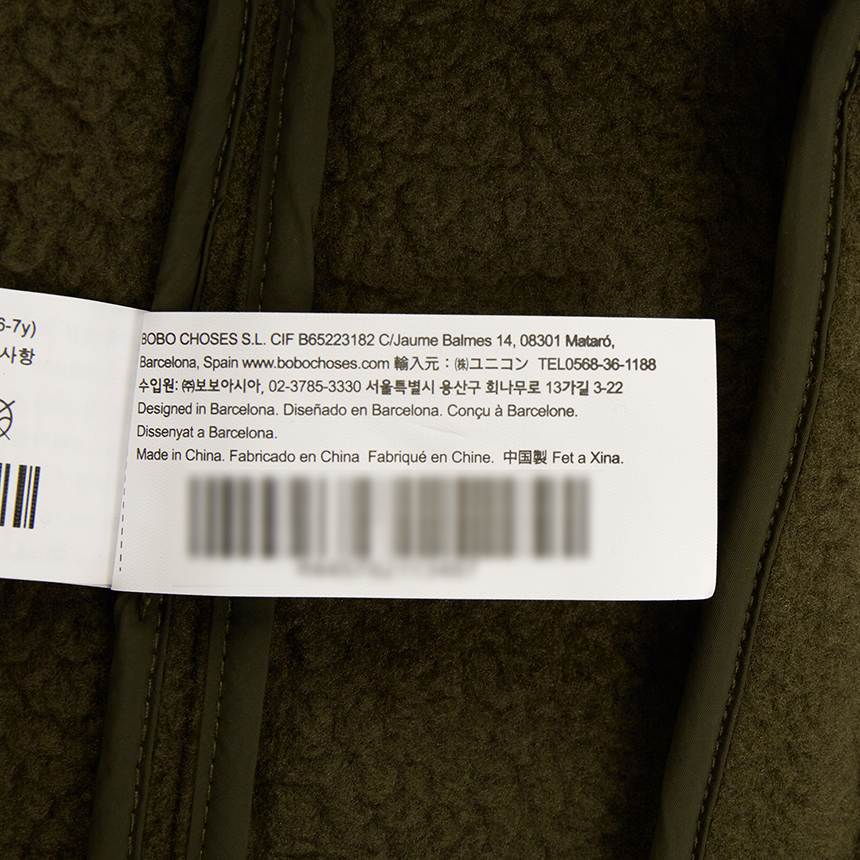 6-7y)
사항
BOBO CHOSES S.L. CIF B65223182 C/Jaume Balmes 14, 08301 Mataró,
Barcelona, Spain www.bobochoses.com 輸入元：㈱ユニコン TEL0568-36-1188
수입원: ㈜보보아시아, 02-3785-3330 서울특별시 용산구 회나무로 13가길 3-22
Designed in Barcelona. Diseñado en Barcelona. Conçu à Barcelone.
Dissenyat a Barcelona.
Made in China. Fabricado en China Fabriqué en Chine. 中国製 Fet a Xina.